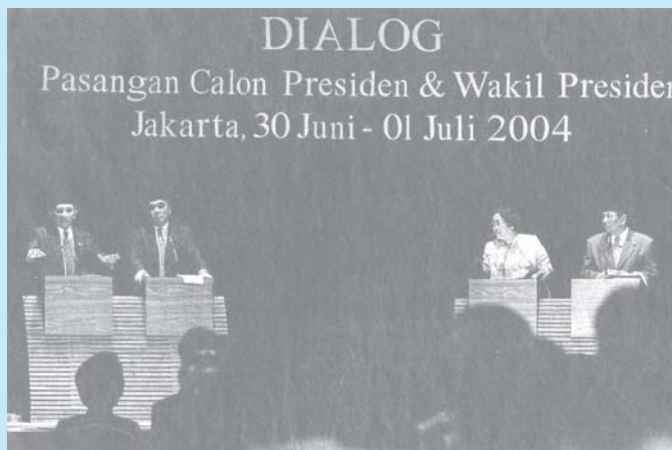 DIALOG
Pasangan Calon Presiden & Wakil Presiden
Jakarta, 30 Juni - 01 Juli 2004